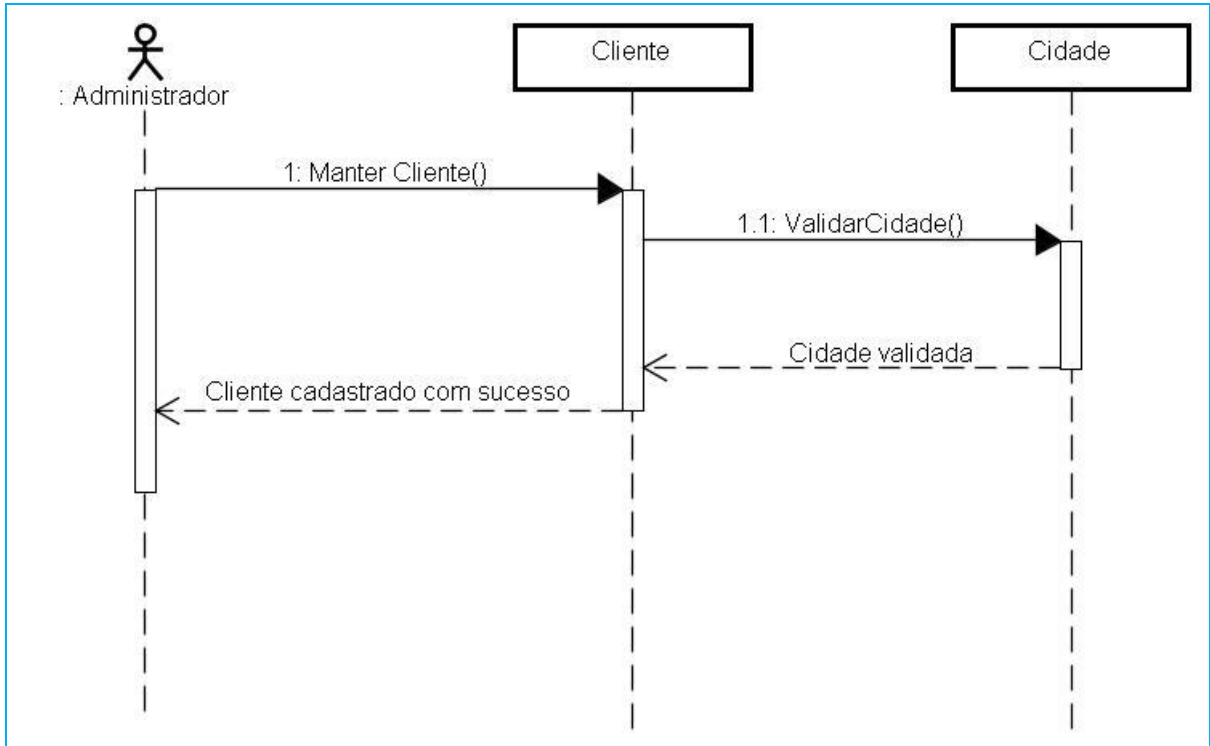 : Administrador
Cliente
Cidade
1: Manter Cliente()
1.1: ValidarCidade()
Cidade validada
Cliente cadastrado com sucesso